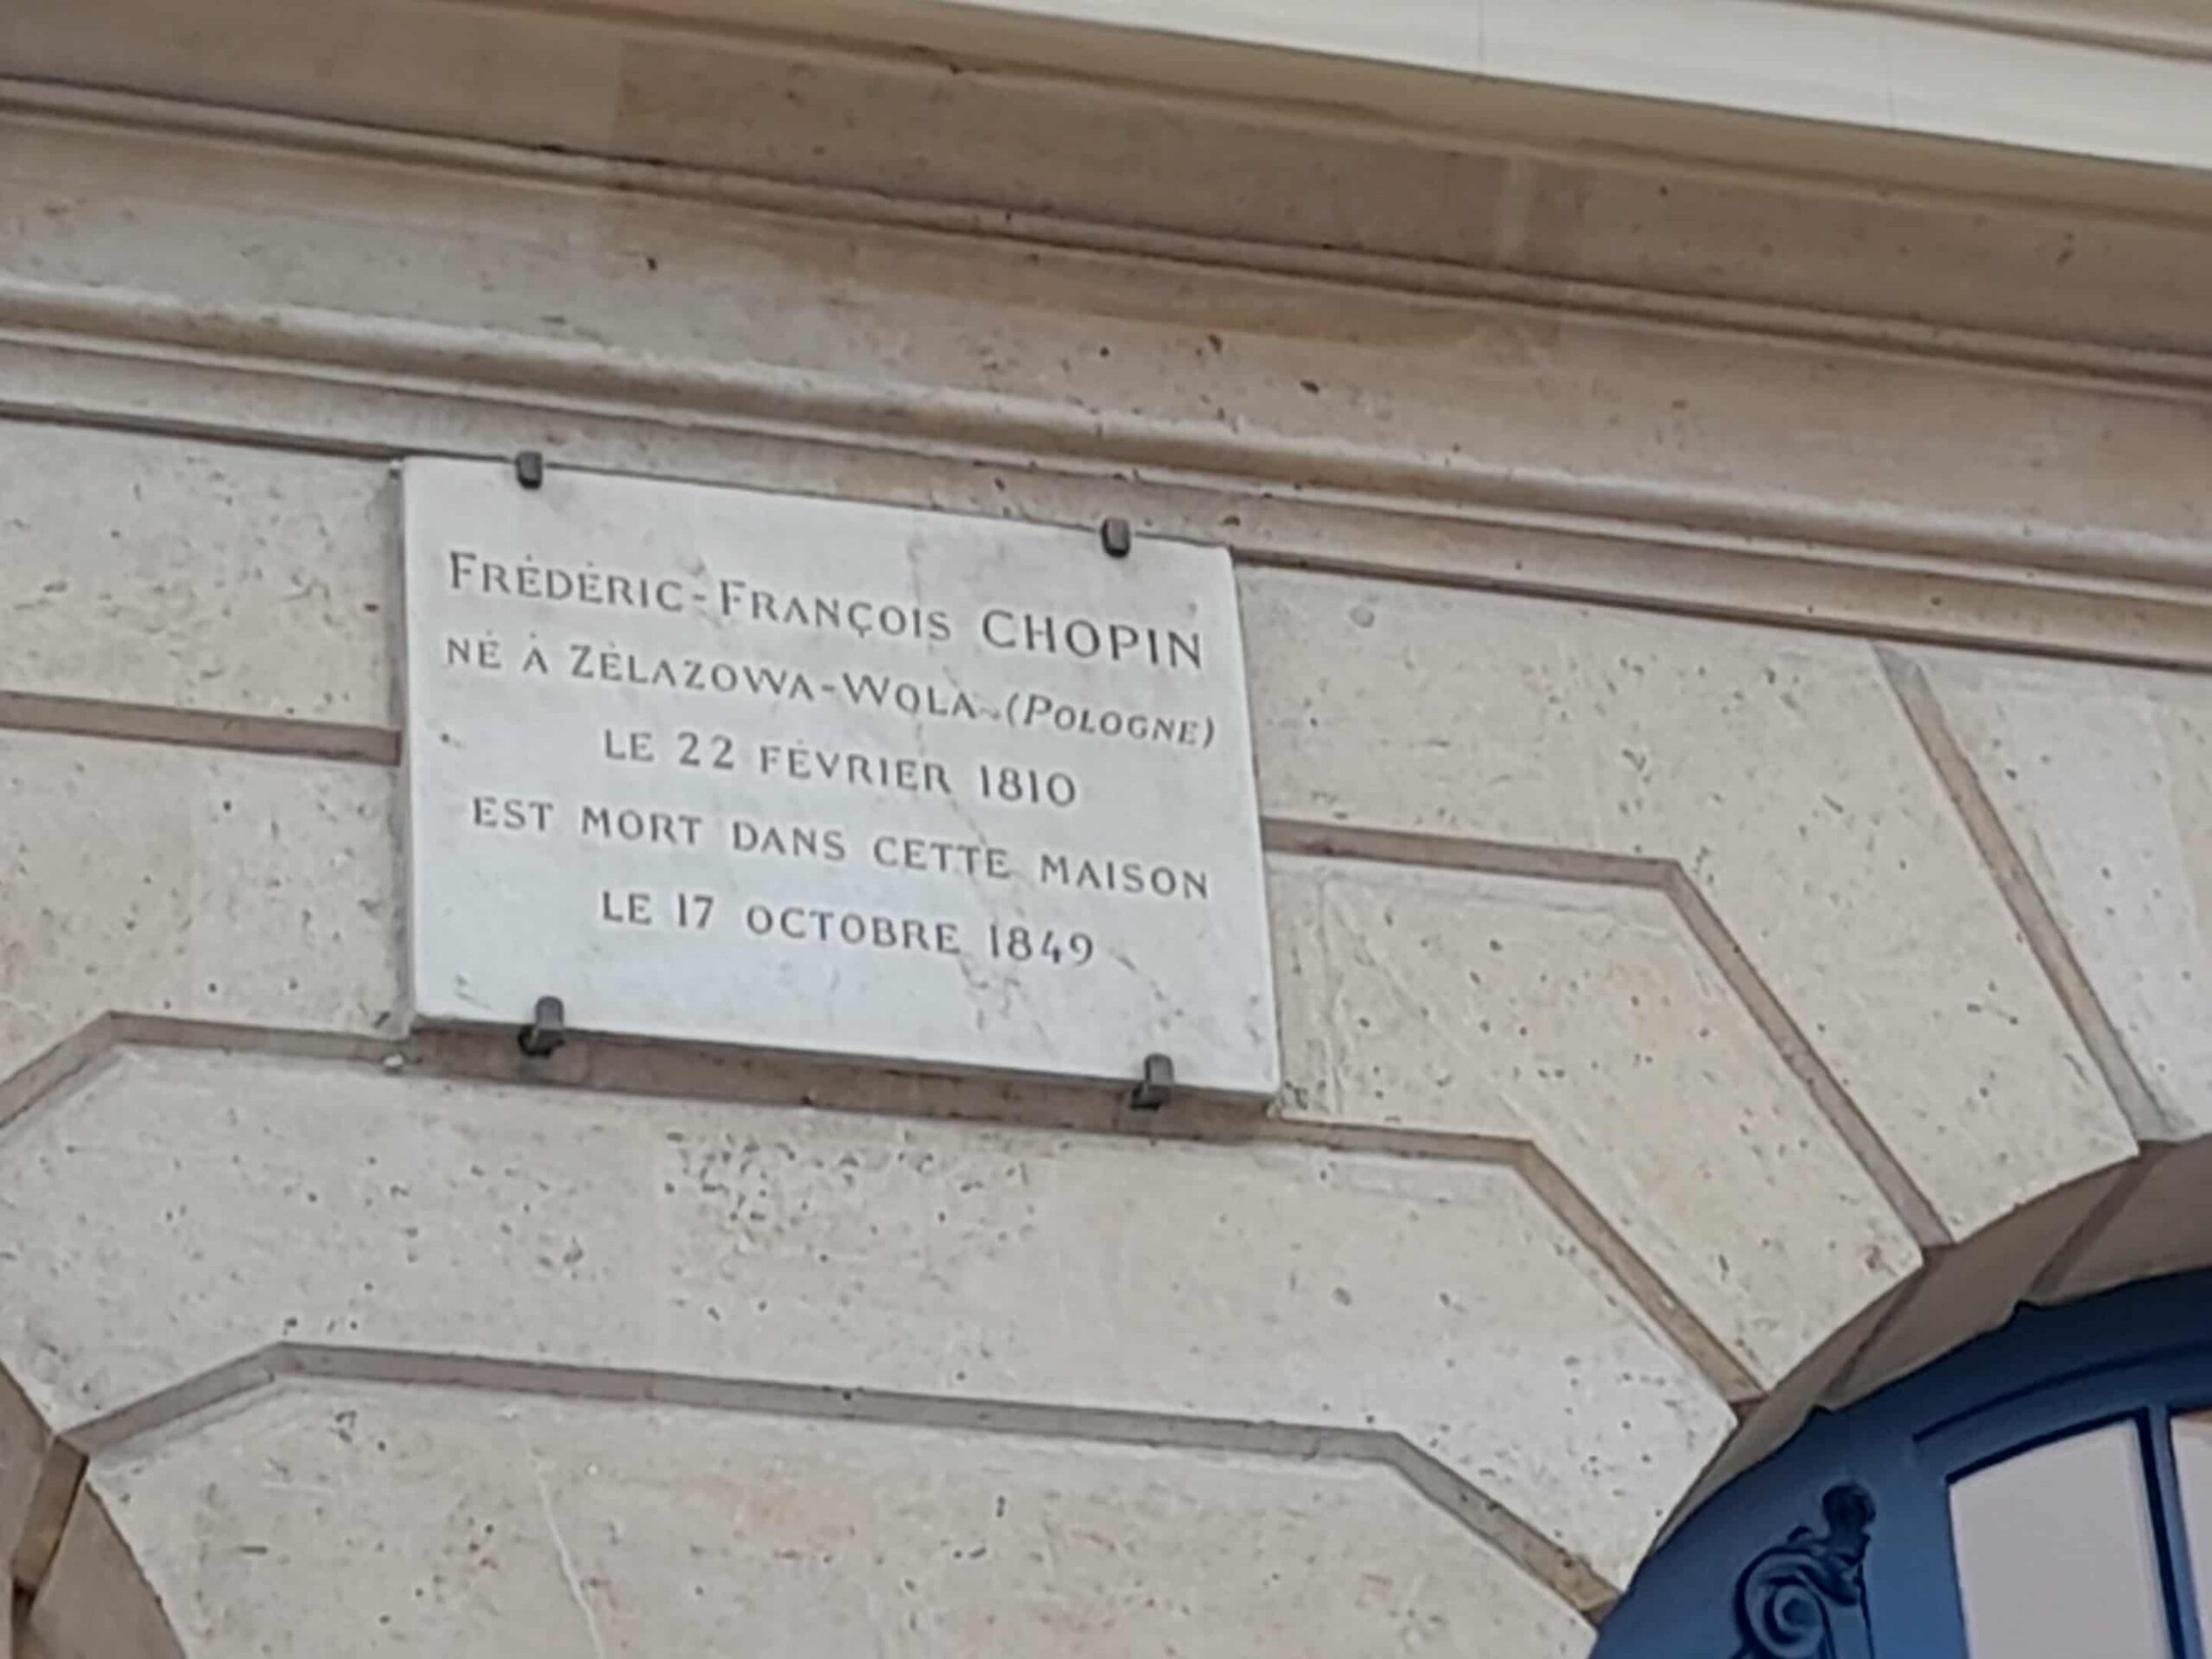 FRÉDÉRIC-FRANÇOIS CHOPIN
NÉ À ZÉLAZOWA-WOLA~(POLOGNE)
LE 22 FÉVRIER 1810
EST MORT DANS CETTE MAISON
LE 17 OCTOBRE 1849